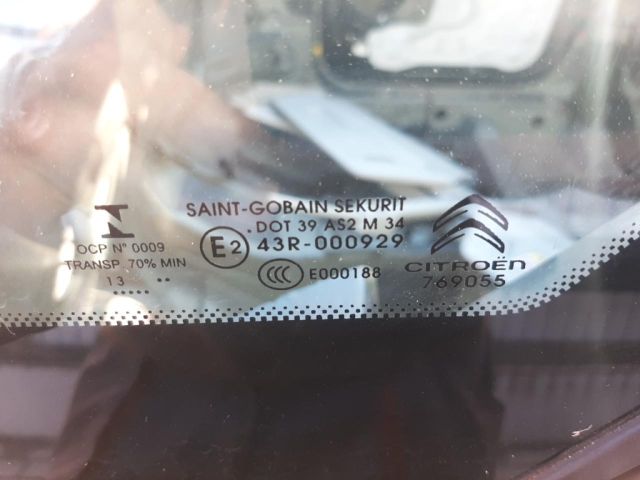 OCP N° 0009
TRANSP. 70% MIN
13
SAINT-GOBAIN SEKURIT
DOT 39 AS2 M 34
E2 43R-000929
CCC E000188
CITROËN
769055